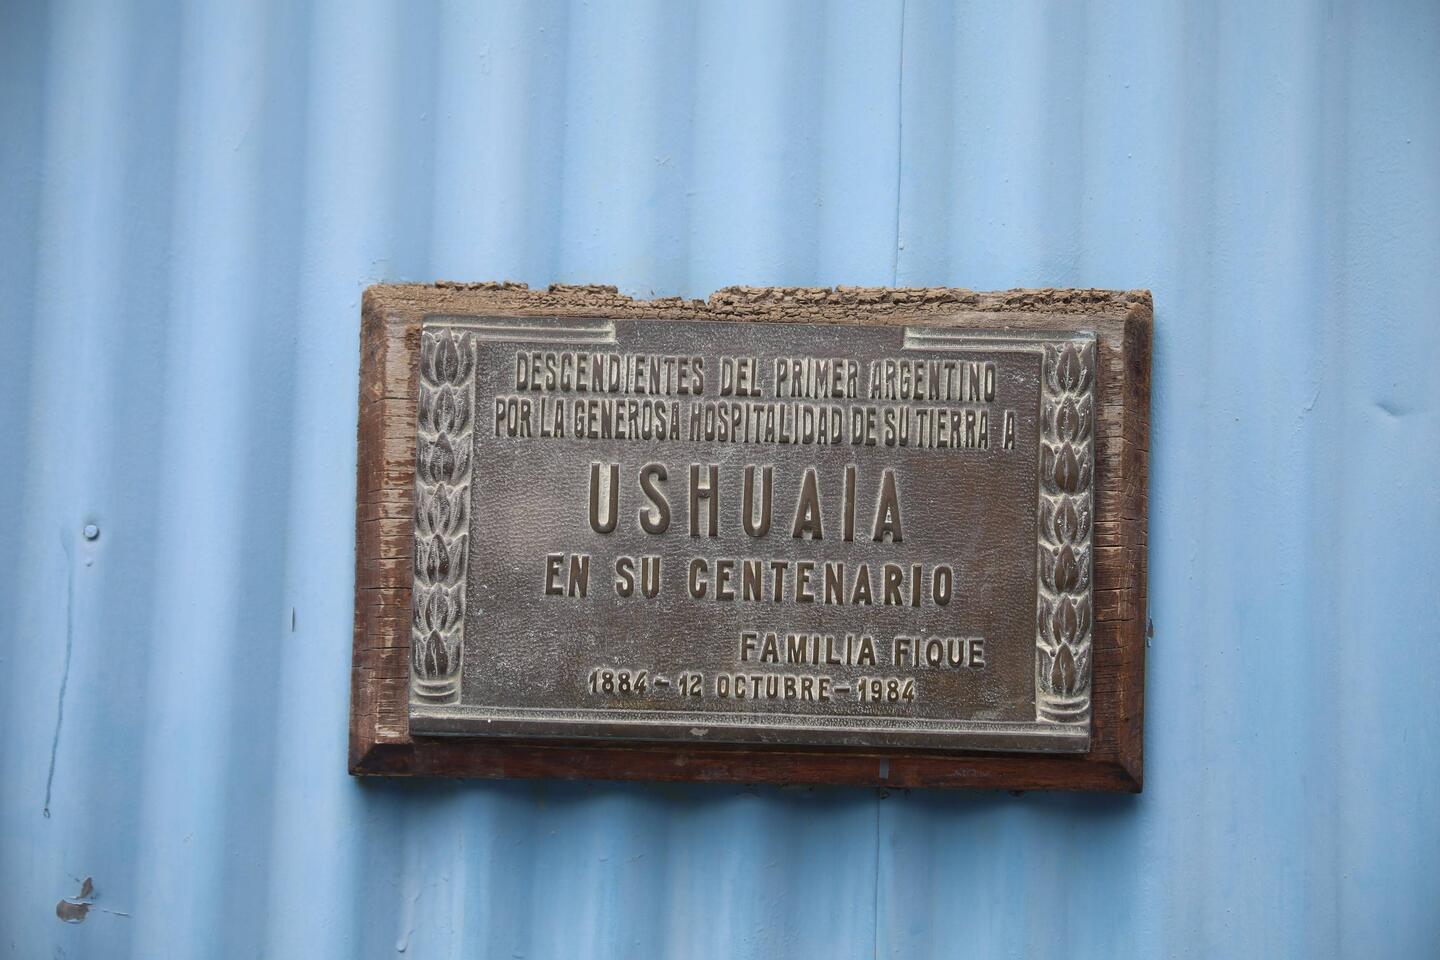 DESCENDIENTES DEL PRIMER ARGENTINO
POR LA GENEROSA HOSPITALIDAD DE SU TIERRA A
USHUAIA
EN SU CENTENARIO
FAMILIA FIQUE
1884 - 12 OCTUBRE - 1984